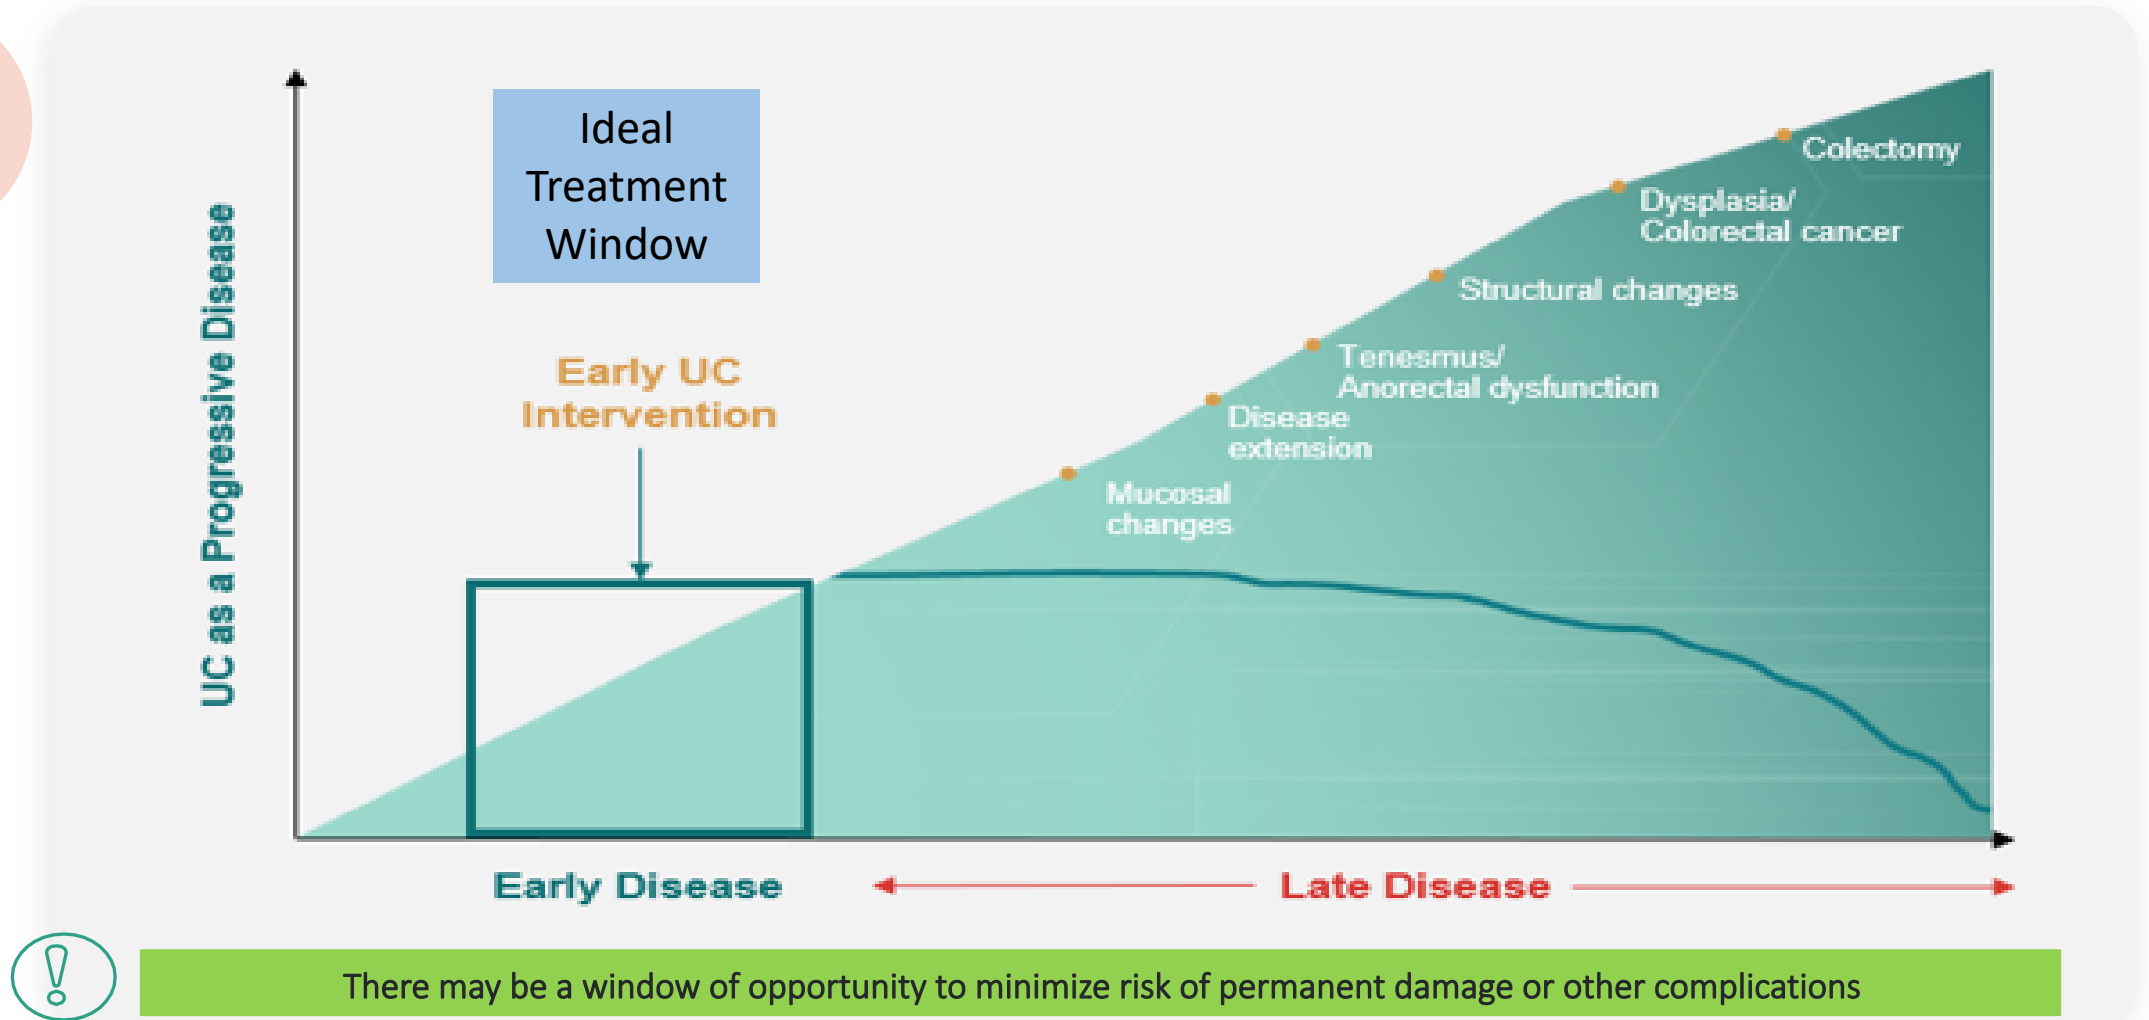 Ideal
Treatment
Window
Early UC
Intervention
UC as a Progressive Disease
Colectomy
Dysplasia/
Colorectal cancer
Structural changes
Tenesmus/
Anorectal dysfunction
Disease
extension
Mucosal
changes
Early Disease
Late Disease
!
There may be a window of opportunity to minimize risk of permanent damage or other complications